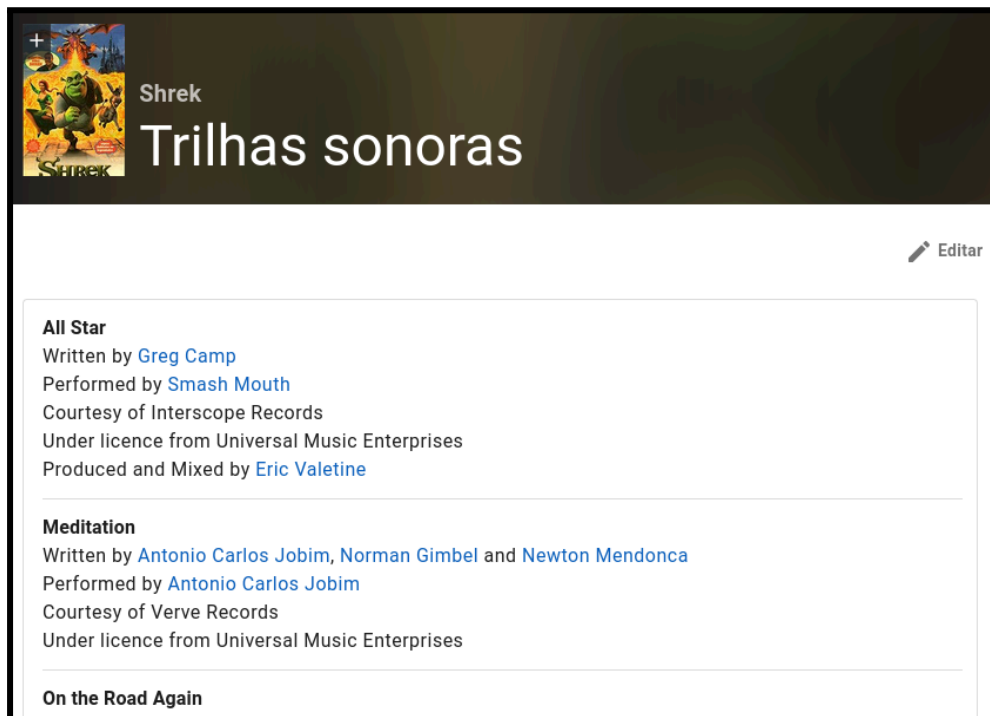 Shrek
Trilhas sonoras
SHREK
Editar
All Star
Written by Greg Camp
Performed by Smash Mouth
Courtesy of Interscope Records
Under licence from Universal Music Enterprises
Produced and Mixed by Eric Valetine
Meditation
Written by Antonio Carlos Jobim, Norman Gimbel and Newton Mendonca
Performed by Antonio Carlos Jobim
Courtesy of Verve Records
Under licence from Universal Music Enterprises
On the Road Again